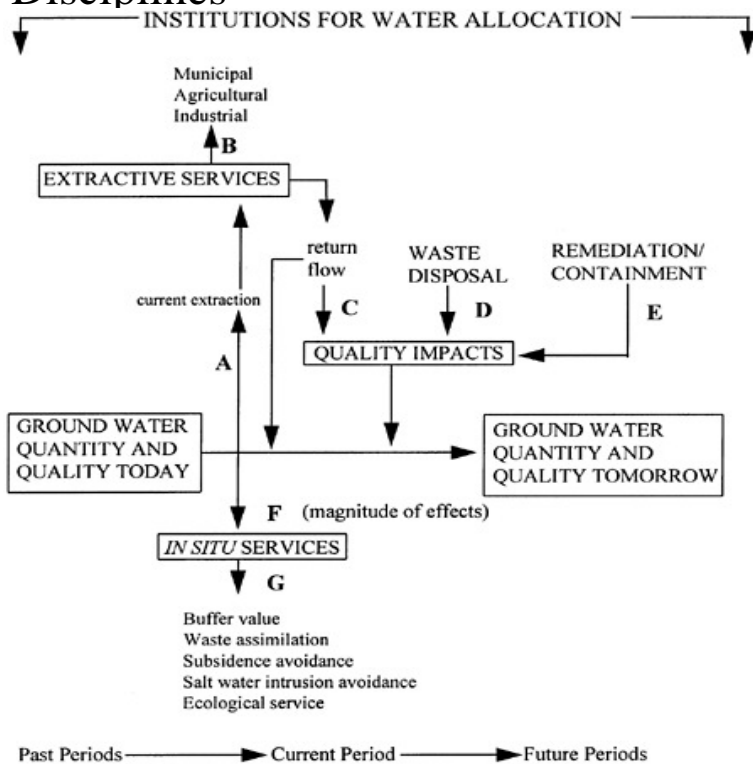 Disciplines
INSTITUTIONS FOR WATER ALLOCATION
Municipal
Agricultural
Industrial
B
EXTRACTIVE SERVICES
return
flow
WASTE
DISPOSAL
REMEDIATION/
CONTAINMENT
current extraction
C
D
E
QUALITY IMPACTS
A
GROUND WATER
QUANTITY AND
QUALITY TODAY
GROUND WATER
QUANTITY AND
QUALITY TOMORROW
F (magnitude of effects)
IN SITU SERVICES
G
Buffer value
Waste assimilation
Subsidence avoidance
Salt water intrusion avoidance
Ecological service
Past Periods Current Period Future Periods